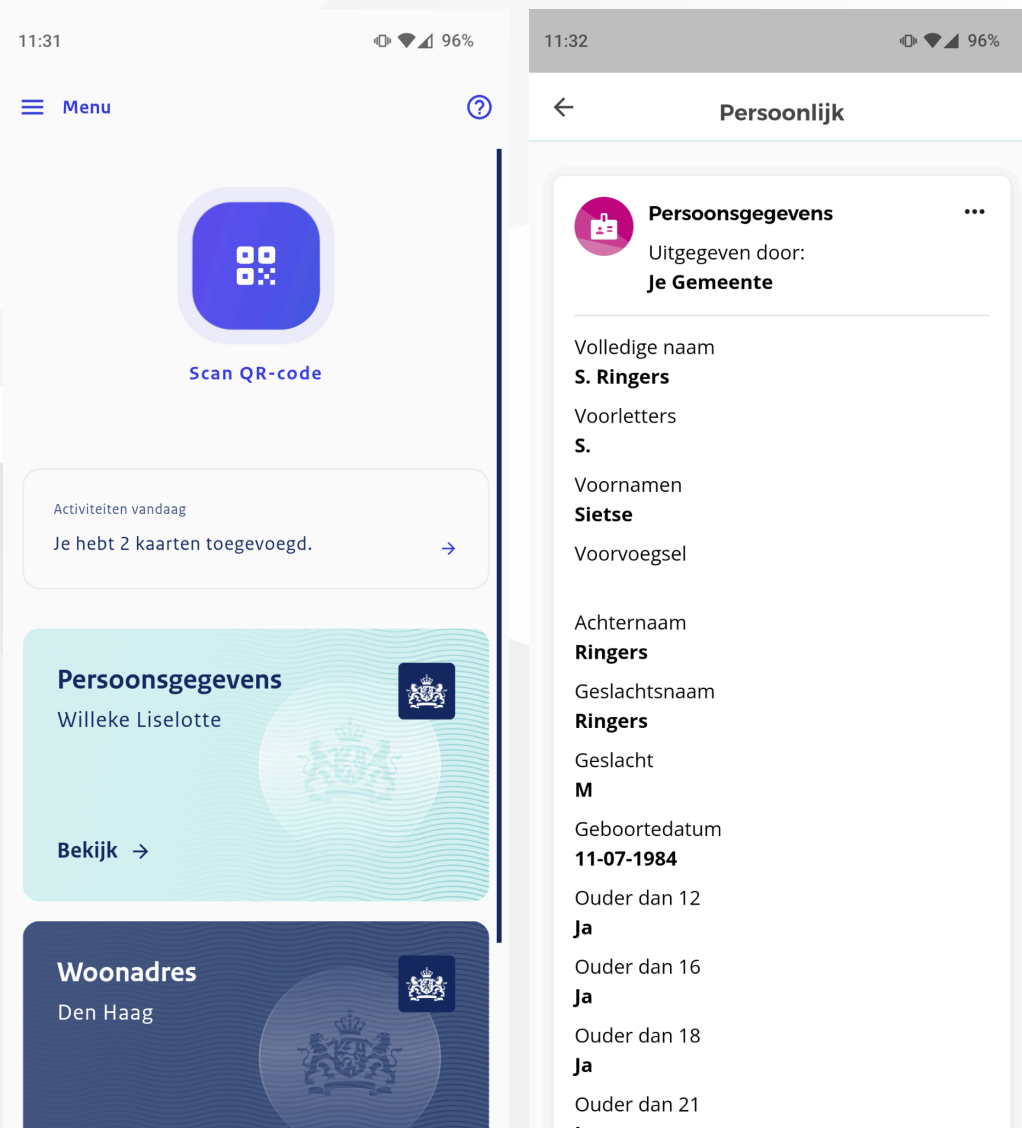 11:31
96%
Menu
Scan QR-code
Activiteiten vandaag
Je hebt 2 kaarten toegevoegd.
Persoonsgegevens
Willeke Liselotte
Bekijk
Woonadres
Den Haag
11:32
96%
Persoonlijk
Persoonsgegevens
Uitgegeven door:
Je Gemeente
Volledige naam
S. Ringers
Voorletters
S.
Voornamen
Sietse
Voorvoegsel
Achternaam
Ringers
Geslachtsnaam
Ringers
Geslacht
M
Geboortedatum
11-07-1984
Ouder dan 12
Ja
Ouder dan 16
Ja
Ouder dan 18
Ja
Ouder dan 21